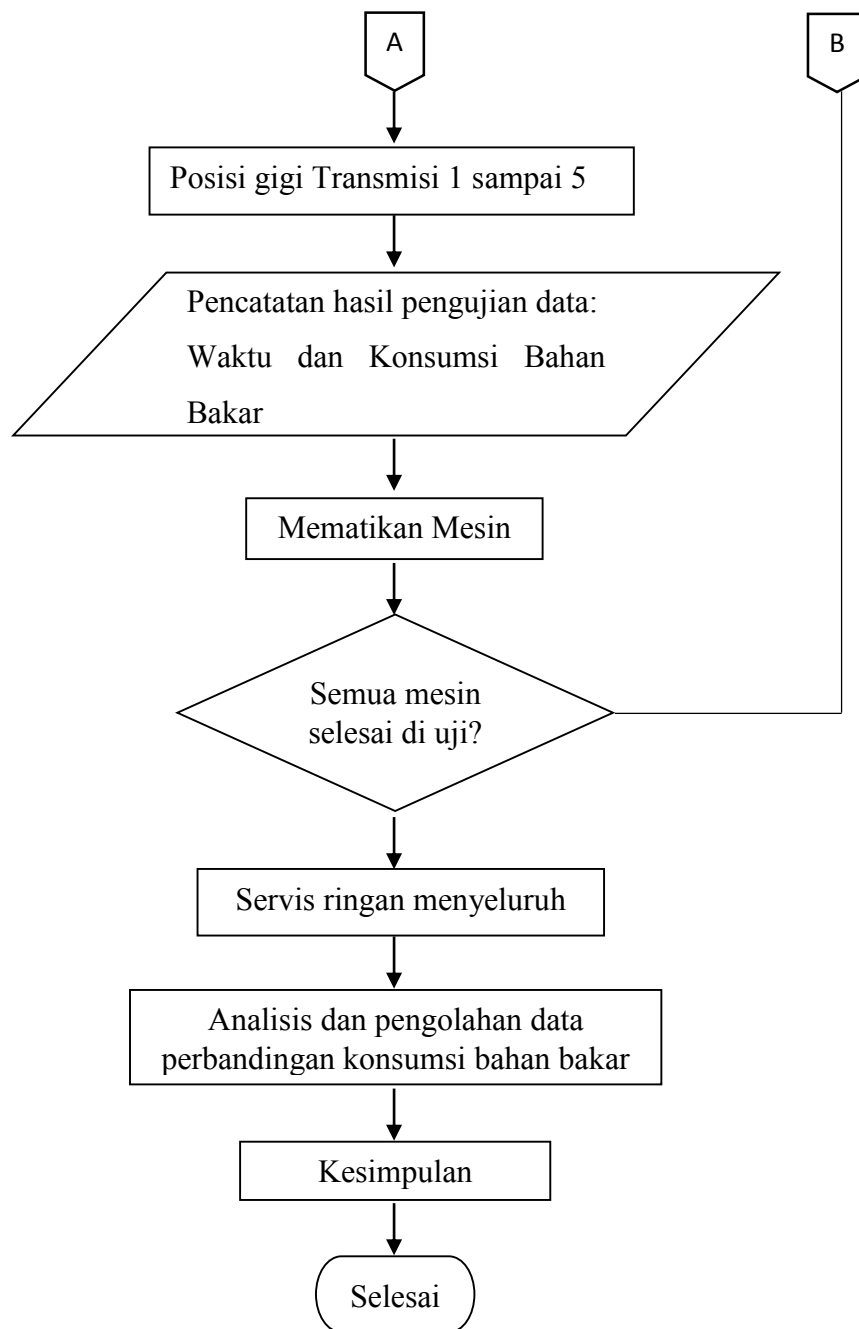 A
B
Posisi gigi Transmisi 1 sampai 5
Pencatatan hasil pengujian data:
Waktu dan Konsumsi Bahan
Bakar
Mematikan Mesin
Semua mesin
selesai di uji?
Servis ringan menyeluruh
Analisis dan pengolahan data
perbandingan konsumsi bahan bakar
Kesimpulan
Selesai